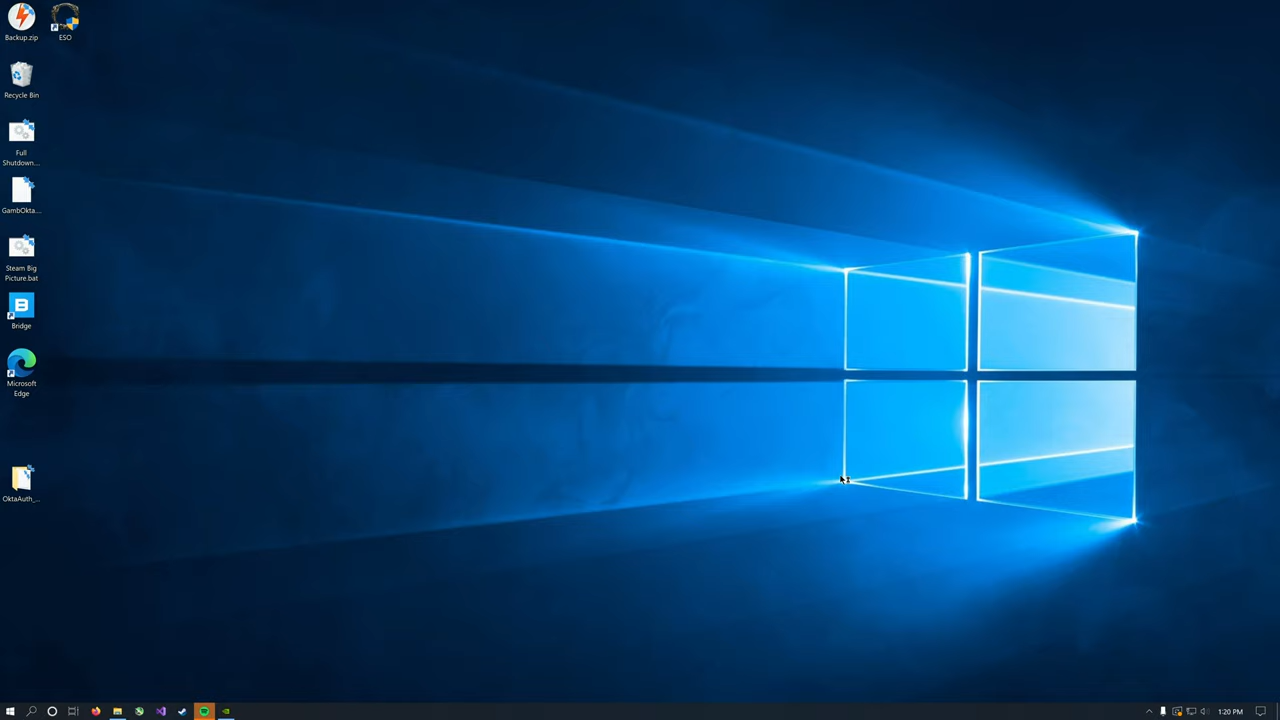 Backup.zip
ESO
Recycle Bin
Full
Shutdown...
GambOkta...
Steam Big
Picture.bat
Bridge
Microsoft
Edge
OktaAuth_...
1:20 PM